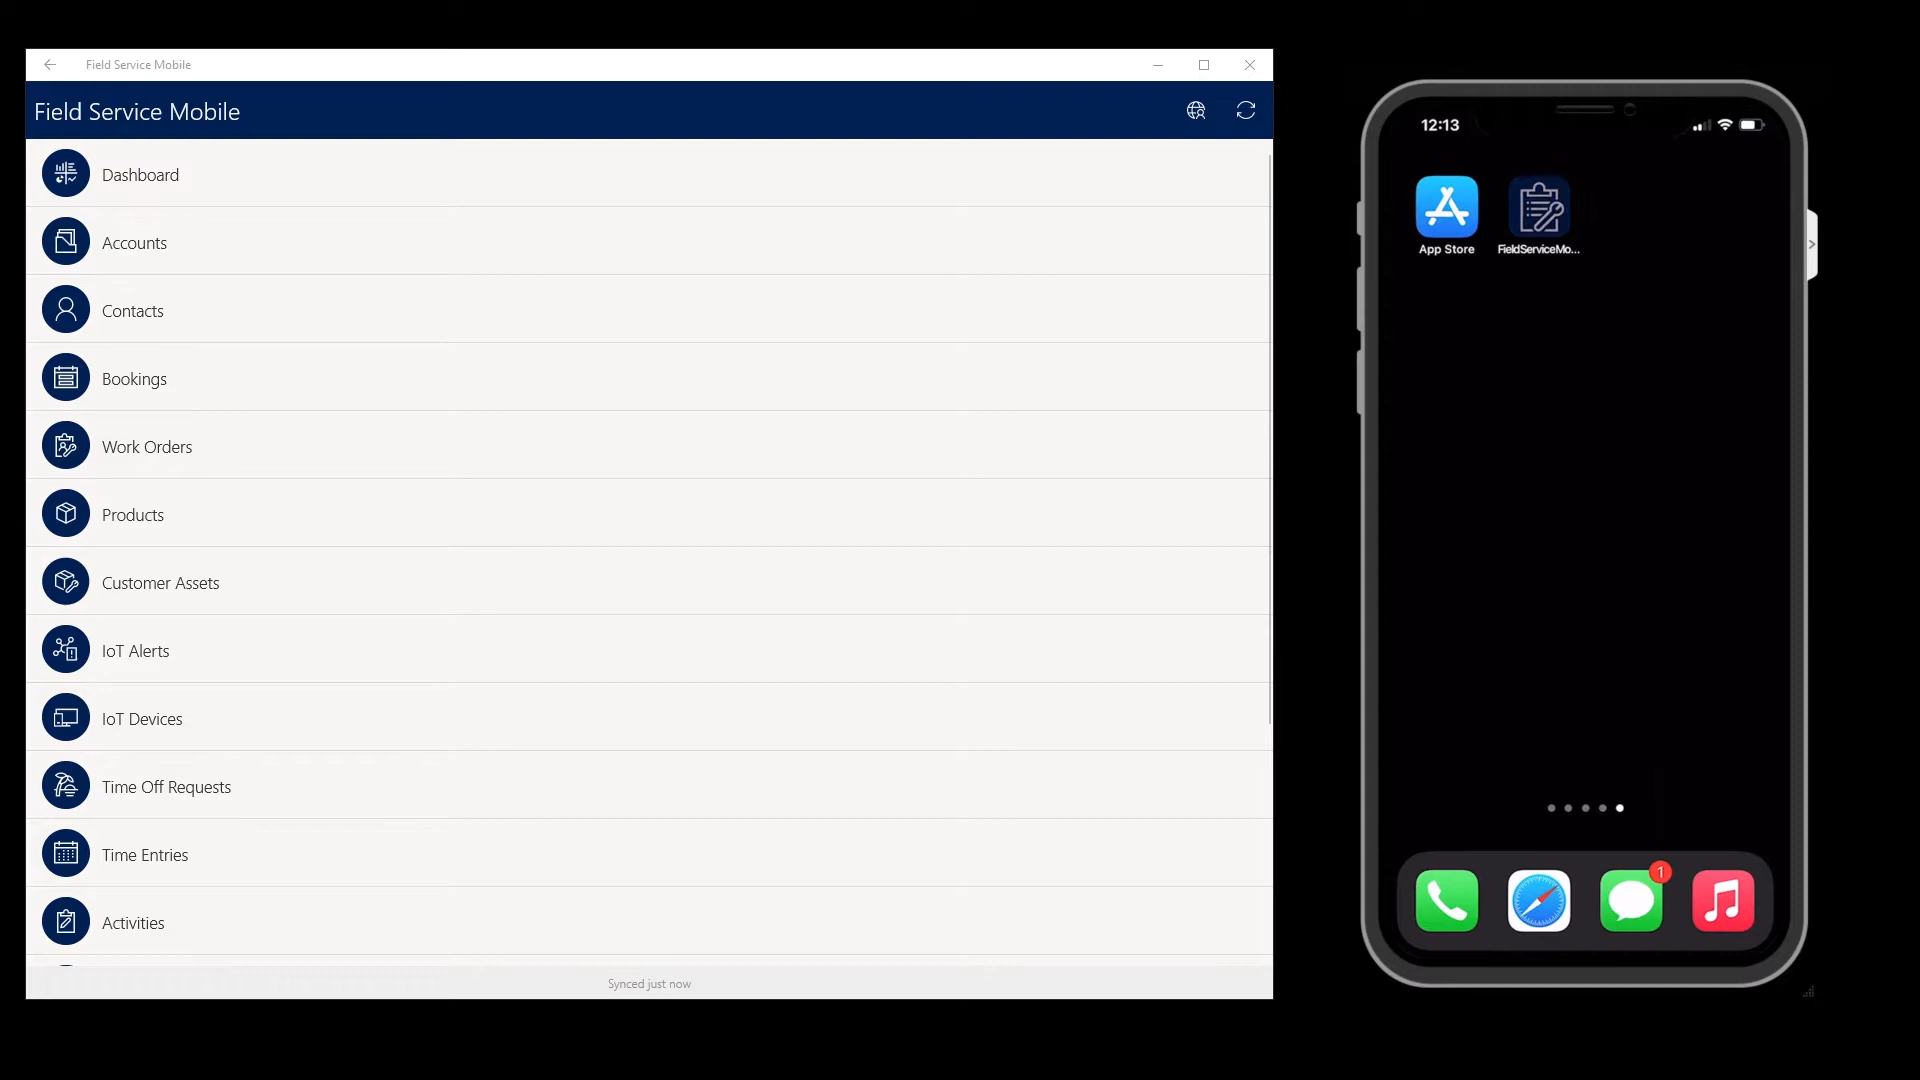 Field Service Mobile
Field Service Mobile
Dashboard
Accounts
Contacts
Bookings
Work Orders
Products
Customer Assets
IoT Alerts
IoT Devices
Time Off Requests
Time Entries
Activities
Synced just now
12:13
App Store
FieldServiceMo...
1